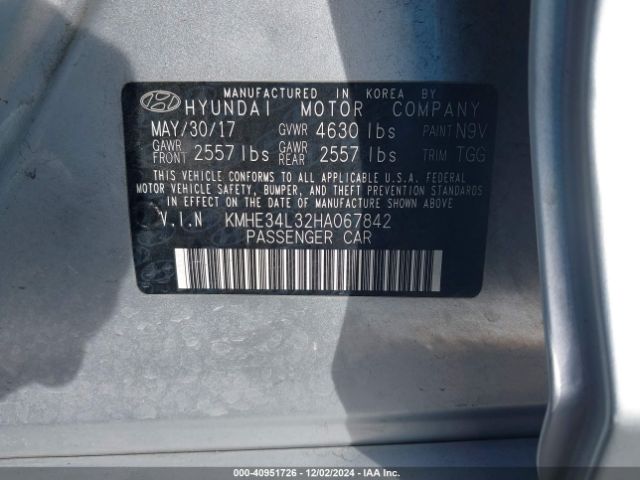 MANUFACTURED IN KOREA BY
HYUNDAI MOTOR COMPANY
MAY/30/17 GVWR 4630 lbs PAINT N9V
GAWR FRONT 2557 lbs GAWR REAR 2557 lbs TRIM TGG
THIS VEHICLE CONFORMS TO ALL APPLICABLE U.S.A. FEDERAL
MOTOR VEHICLE SAFETY, BUMPER, AND THEFT PREVENTION STANDARDS
IN EFFECT ON THE DATE OF MANUFACTURE SHOWN ABOVE
V.I.N KMHE34L32HA067842
PASSENGER CAR
000-40951726 - 12/02/2024 - IAA Inc.